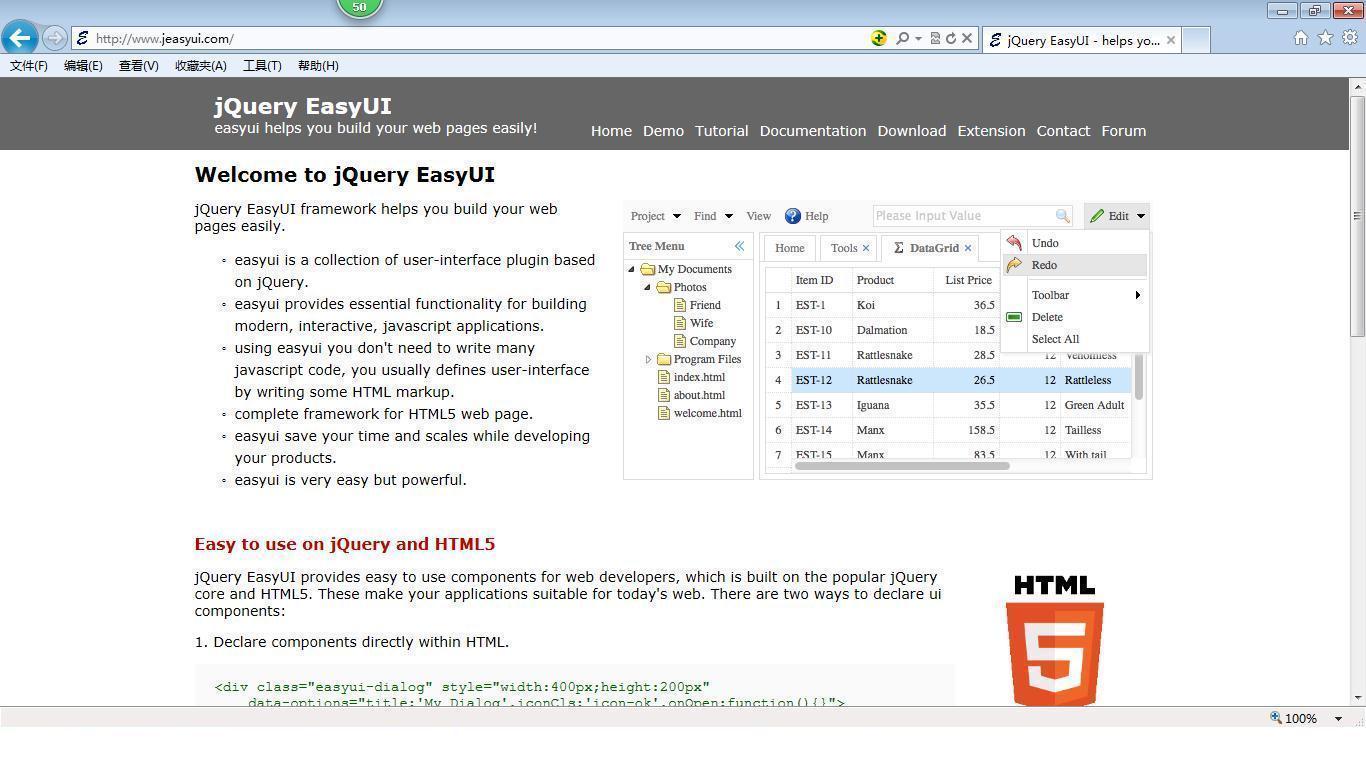 50
http://www.jeasyui.com/
jQuery EasyUI - helps yo...
文件(F) 编辑(E) 查看(V) 收藏夹(A) 工具(T) 帮助(H)
jQuery EasyUI
easyui helps you build your web pages easily!
Home Demo Tutorial Documentation Download Extension Contact Forum
Welcome to jQuery EasyUI
jQuery EasyUI framework helps you build your web
pages easily.
easyui is a collection of user-interface plugin based
on jQuery.
easyui provides essential functionality for building
modern, interactive, javascript applications.
using easyui you don't need to write many
javascript code, you usually defines user-interface
by writing some HTML markup.
complete framework for HTML5 web page.
easyui save your time and scales while developing
your products.
easyui is very easy but powerful.
Project Find View Help Please Input Value Edit
Tree Menu
My Documents
Photos
Friend
Wife
Company
Program Files
index.html
about.html
welcome.html
Home Tools Σ DataGrid
Item ID Product List Price
1 EST-1 Koi 36.5
2 EST-10 Dalmation 18.5
3 EST-11 Rattlesnake 28.5 12 Venomless
4 EST-12 Rattlesnake 26.5 12 Rattleless
5 EST-13 Iguana 35.5 12 Green Adult
6 EST-14 Manx 158.5 12 Tailless
7 EST-15 Manx 83.5 12 With tail
Undo
Redo
Toolbar
Delete
Select All
Easy to use on jQuery and HTML5
jQuery EasyUI provides easy to use components for web developers, which is built on the popular jQuery
core and HTML5. These make your applications suitable for today's web. There are two ways to declare ui
components:
1. Declare components directly within HTML.
<div class="easyui-dialog" style="width:400px;height:200px"
data-options="title:'My Dialog',iconCls:'icon-ok',onOpen:function(){}">
HTML
5
100%